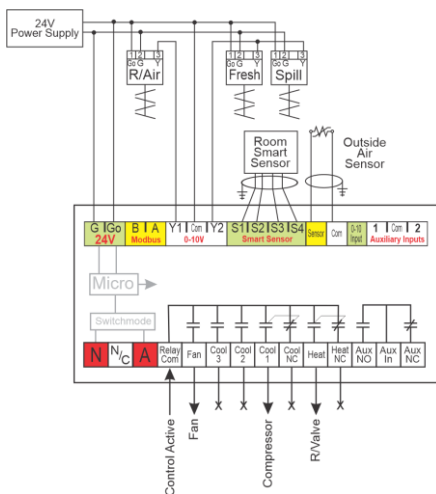 24V
Power Supply
1 2 3
Go G Y
R/Air
1 2 3
Go G Y
Fresh
1 2 3
Go G Y
Spill
Room
Smart
Sensor
Outside
Air
Sensor
G Go
24V
B A
Modbus
Y1 Com Y2
0-10V
S1 S2 S3 S4
Smart Sensor
Sensor
Com
0-10
Input
1 Com 2
Auxiliary Inputs
Micro
Switchmode
N
N/C
A
Relay
Com
Fan
Cool
3
Cool
2
Cool
1
Cool
NC
Heat
Heat
NC
Aux
NO
Aux
In
Aux
NC
X X X X
Control Active
Fan
Compressor
R/Valve